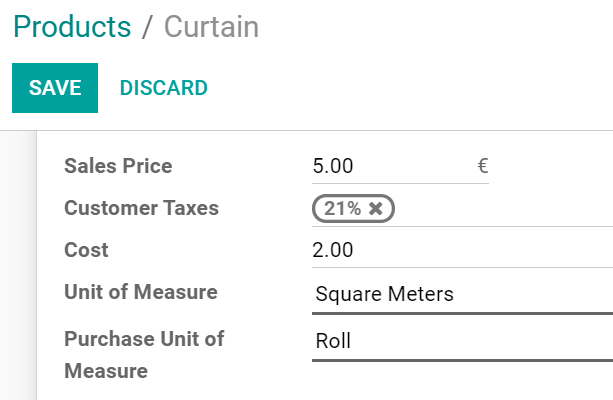 Products / Curtain
SAVE DISCARD
Sales Price 5.00 €
Customer Taxes 21% ✖
Cost 2.00
Unit of Measure Square Meters
Purchase Unit of Roll
Measure